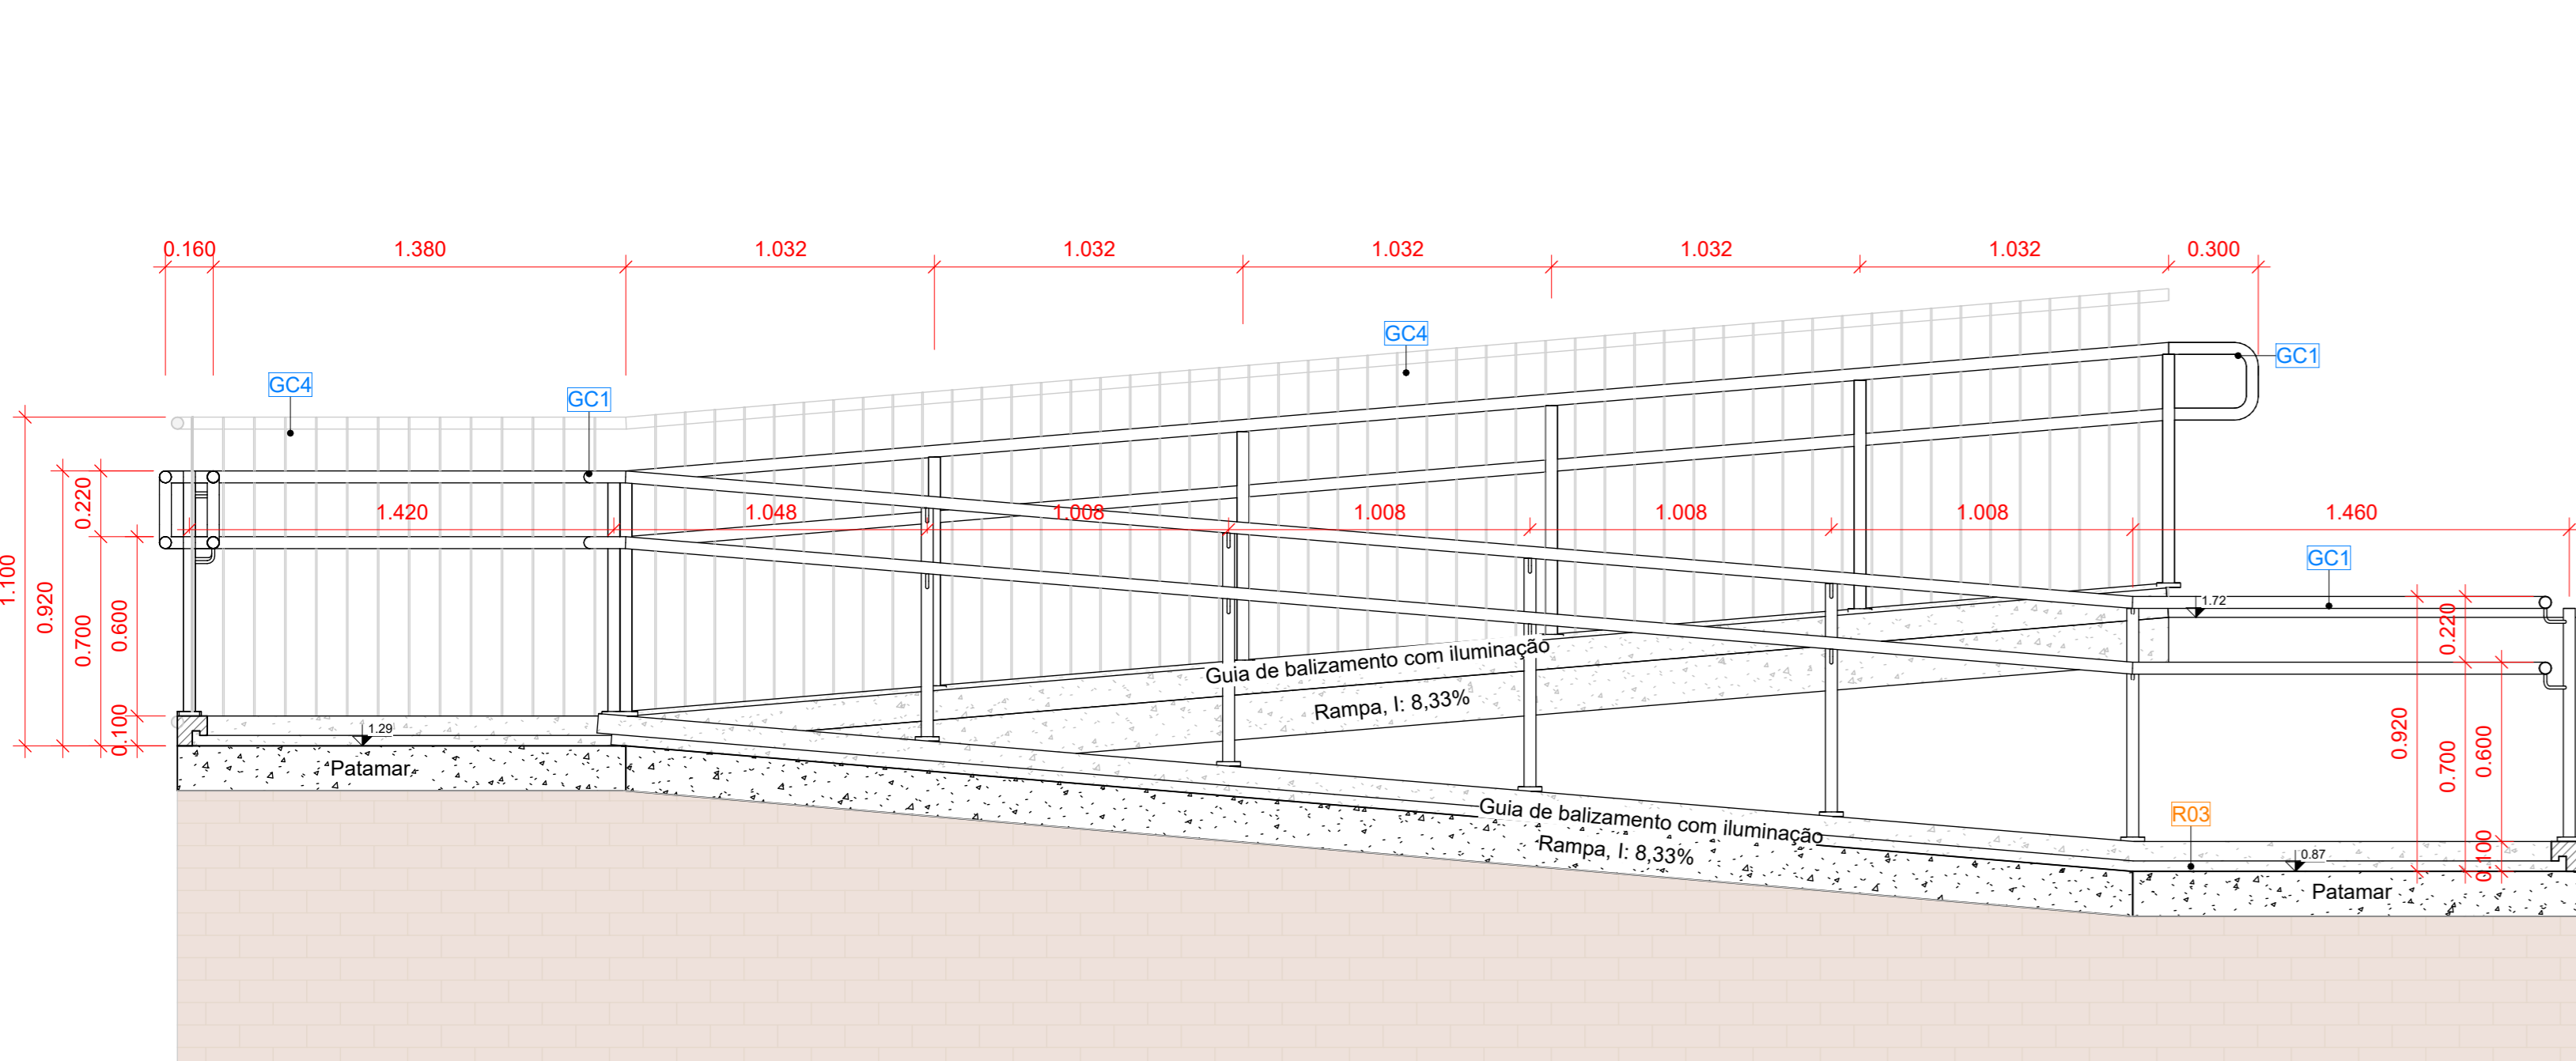 0.160 1.380 1.032 1.032 1.032 1.032 1.032 0.300
GC4
GC1
GC4
GC1
1.420 1.048 1.008 1.008 1.008 1.008 1.460
GC1
0.220
1.100
0.920
0.700
0.600
0.100
1.72
0.220
0.920
0.700
0.600
0.100
Guia de balizamento com iluminação
Rampa, I: 8,33%
1.29
Patamar
Guia de balizamento com iluminação
Rampa, I: 8,33%
R03
0.87
Patamar